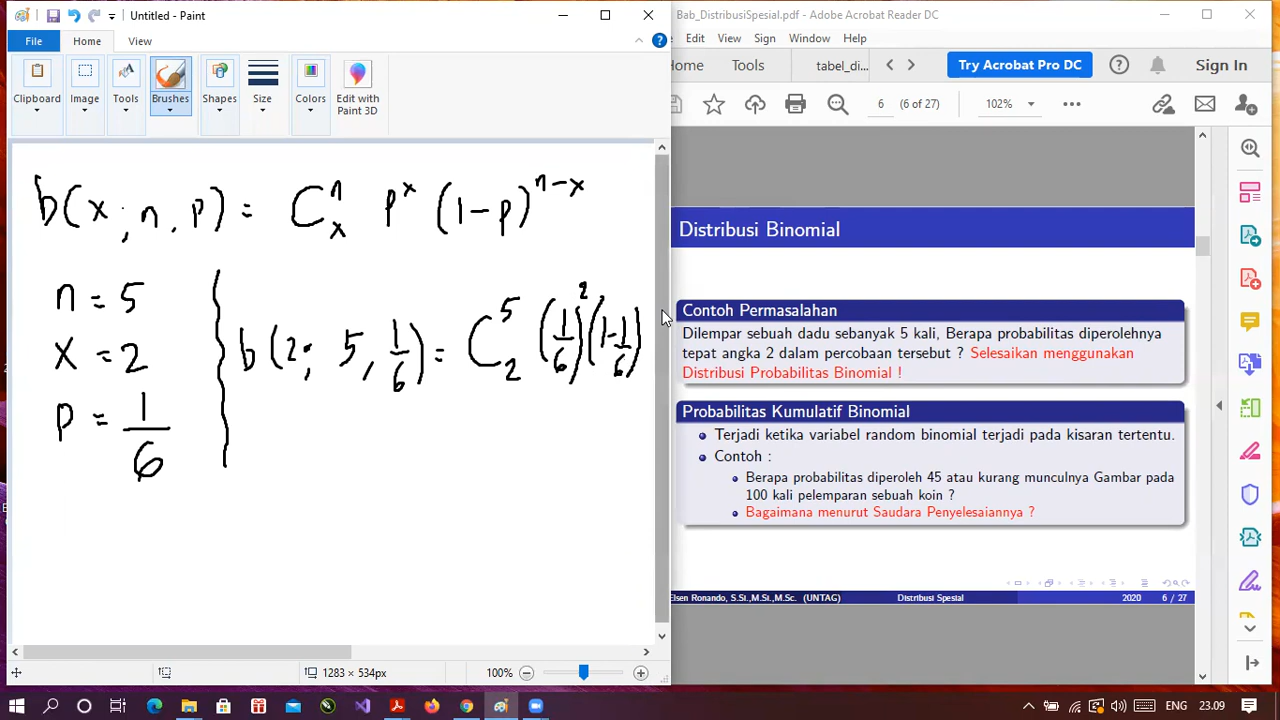 Untitled - Paint
File Home View
Clipboard Image Tools Brushes Shapes Size Colors Edit with Paint 3D
b(x; n, p) = C^n_x p^x (1-p)^{n-x}
n = 5
x = 2
p = 1/6
b(2; 5, 1/6) = C^5_2 (1/6)^2 (1-1/6)
100%
1283 × 534px
Bab_DistribusiSpesial.pdf - Adobe Acrobat Reader DC
Edit View Sign Window Help
ome Tools tabel_di... Try Acrobat Pro DC Sign In
6 (6 of 27) 102%
Distribusi Binomial
Contoh Permasalahan
Dilempar sebuah dadu sebanyak 5 kali, Berapa probabilitas diperolehnya
tepat angka 2 dalam percobaan tersebut ? Selesaikan menggunakan
Distribusi Probabilitas Binomial !
Probabilitas Kumulatif Binomial
Terjadi ketika variabel random binomial terjadi pada kisaran tertentu.
Contoh :
Berapa probabilitas diperoleh 45 atau kurang munculnya Gambar pada
100 kali pelemparan sebuah koin ?
Bagaimana menurut Saudara Penyelesaiannya ?
Elsen Ronando, S.Si.,M.Si.,M.Sc. (UNTAG) Distribusi Spesial 2020 6 / 27
ENG 23.09